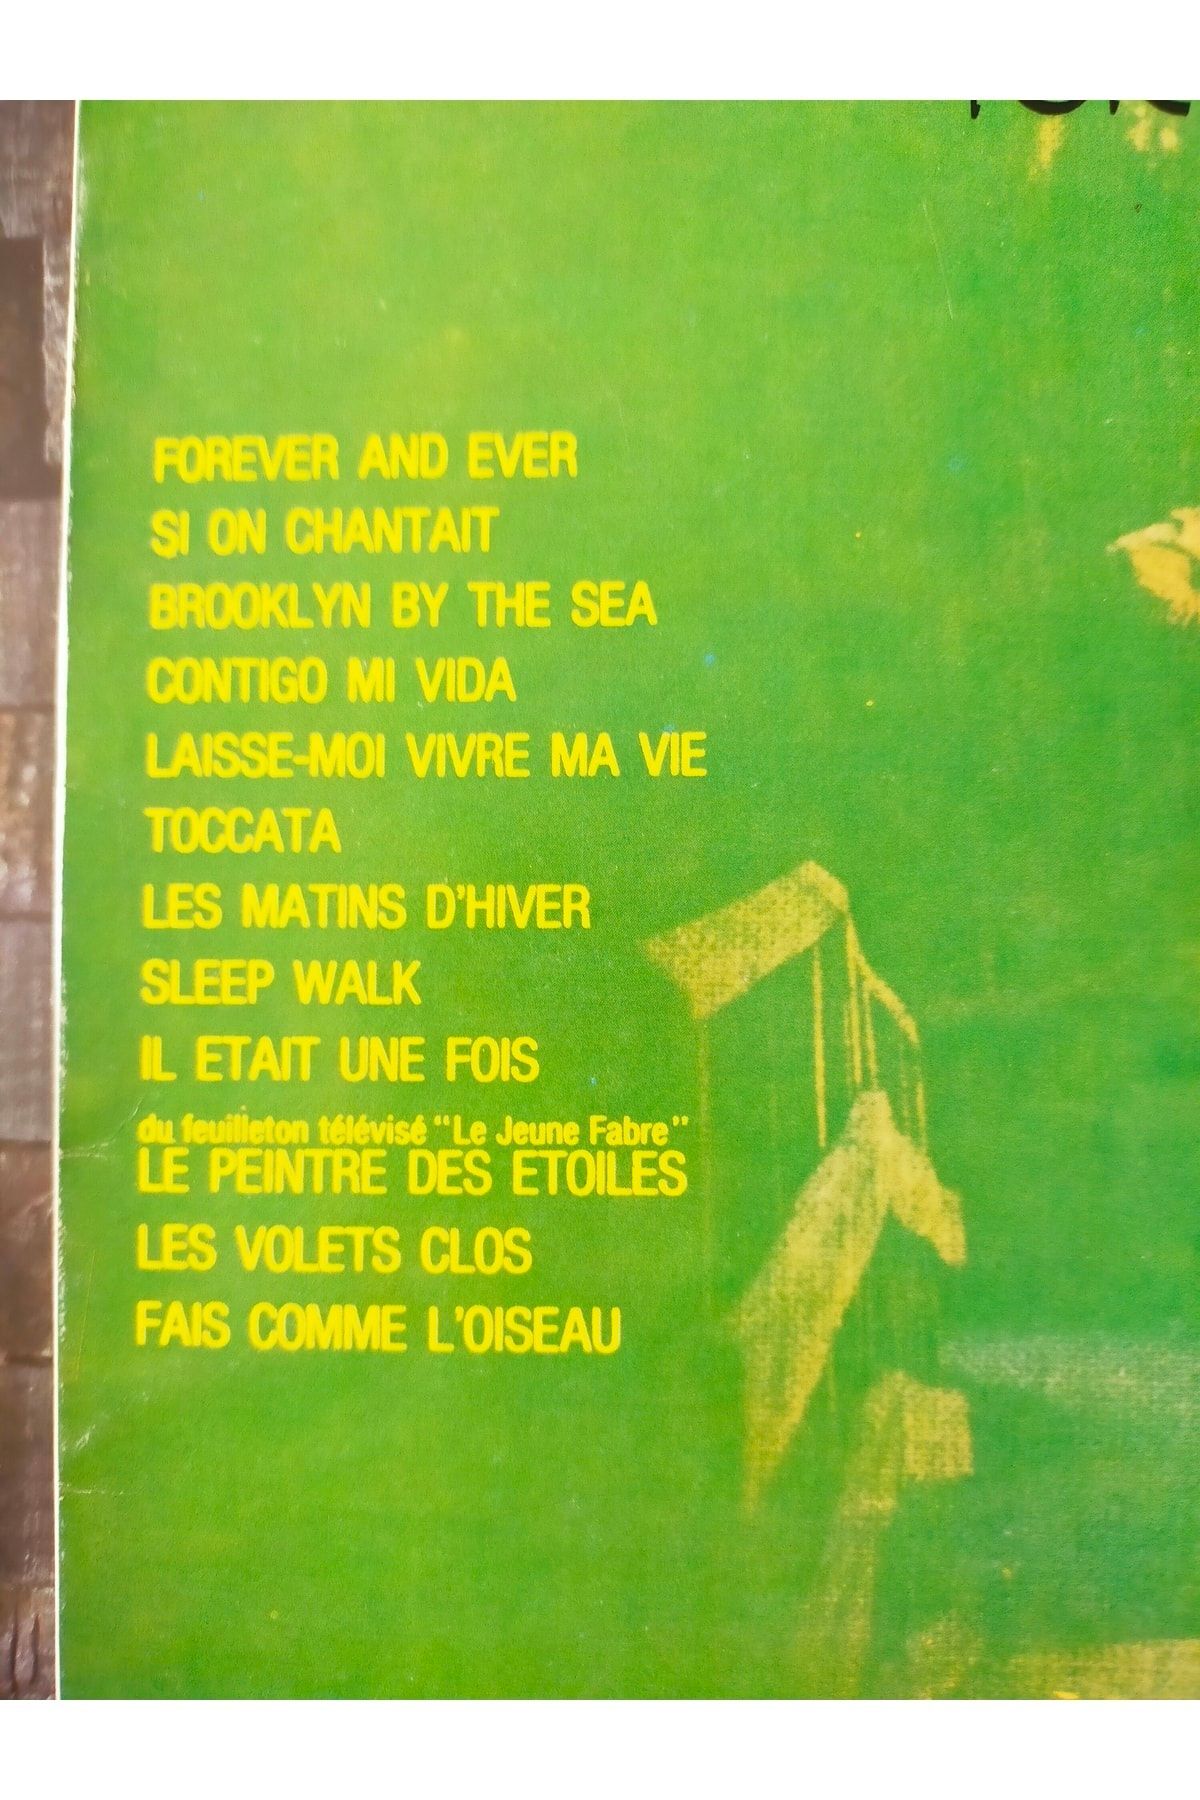 FOREVER AND EVER
SI ON CHANTAIT
BROOKLYN BY THE SEA
CONTIGO MI VIDA
LAISSE-MOI VIVRE MA VIE
TOCCATA
LES MATINS D'HIVER
SLEEP WALK
IL ETAIT UNE FOIS
du feuilleton télévisé "Le Jeune Fabre"
LE PEINTRE DES ETOILES
LES VOLETS CLOS
FAIS COMME L'OISEAU